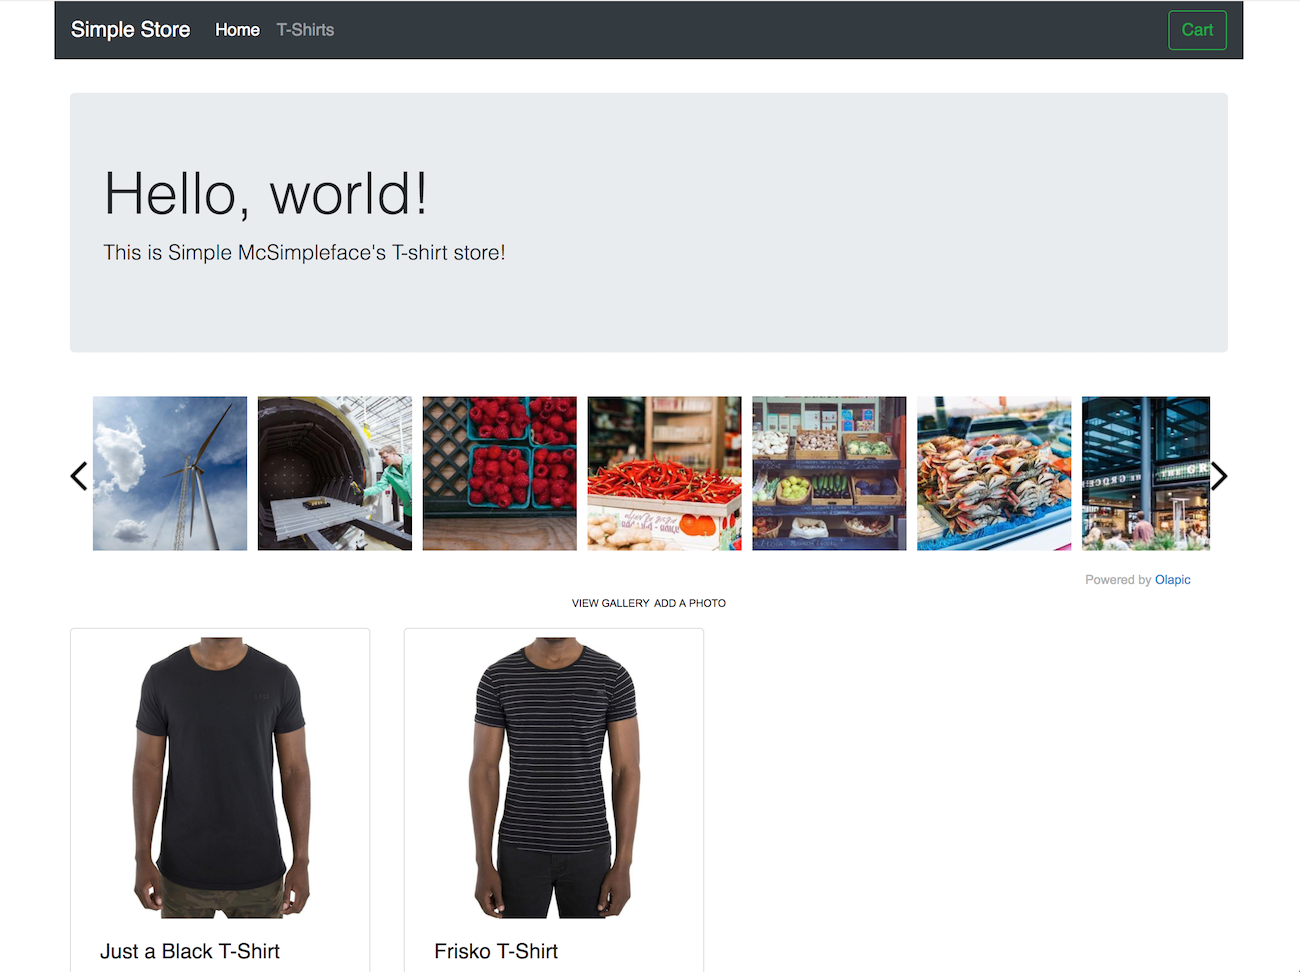 Simple Store Home T-Shirts Cart
Hello, world!
This is Simple McSimpleface's T-shirt store!
Powered by Olapic
VIEW GALLERY ADD A PHOTO
Just a Black T-Shirt Frisko T-Shirt